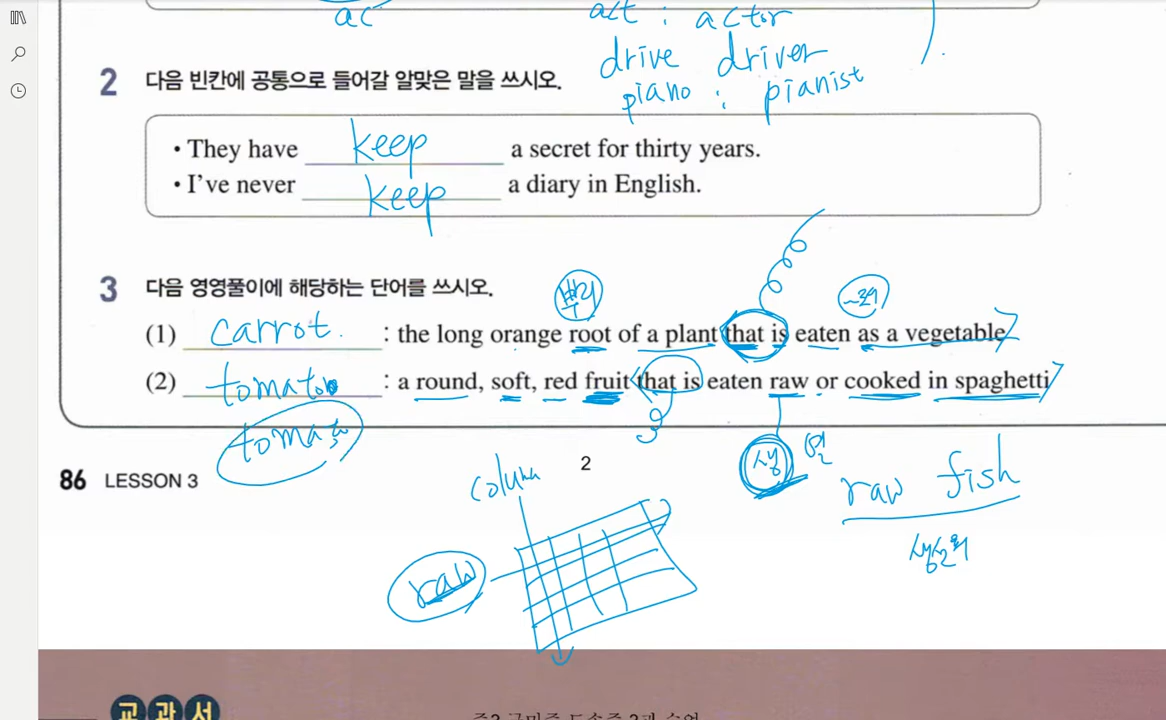 ac
act : actor
drive driver
piano : pianist
2 다음 빈칸에 공통으로 들어갈 알맞은 말을 쓰시오.
• They have keep a secret for thirty years.
• I've never keep a diary in English.
3 다음 영영풀이에 해당하는 단어를 쓰시오.
뿌리
(1) carrot. : the long orange root of a plant that is eaten as a vegetable
(2) tomato : a round, soft, red fruit that is eaten raw or cooked in spaghetti
86 LESSON 3
2
생
raw fish
생선회
column
raw
교과서